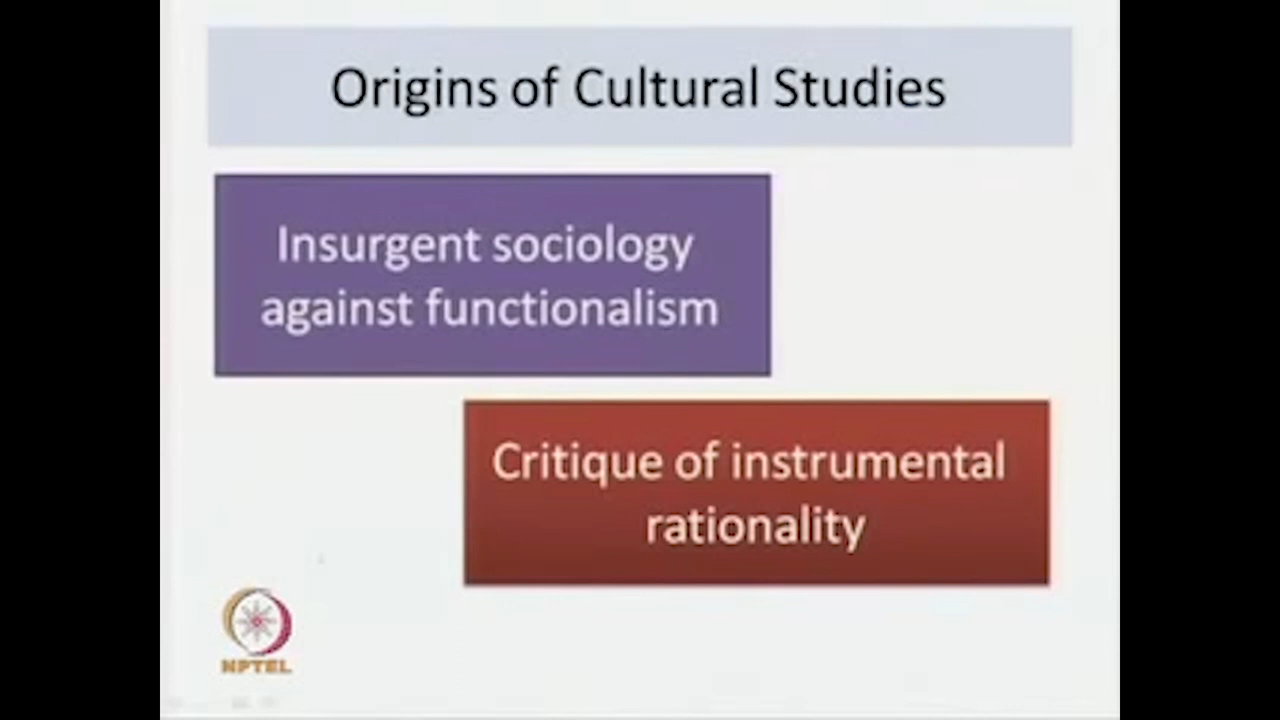 Origins of Cultural Studies
Insurgent sociology
against functionalism
Critique of instrumental
rationality
NPTEL